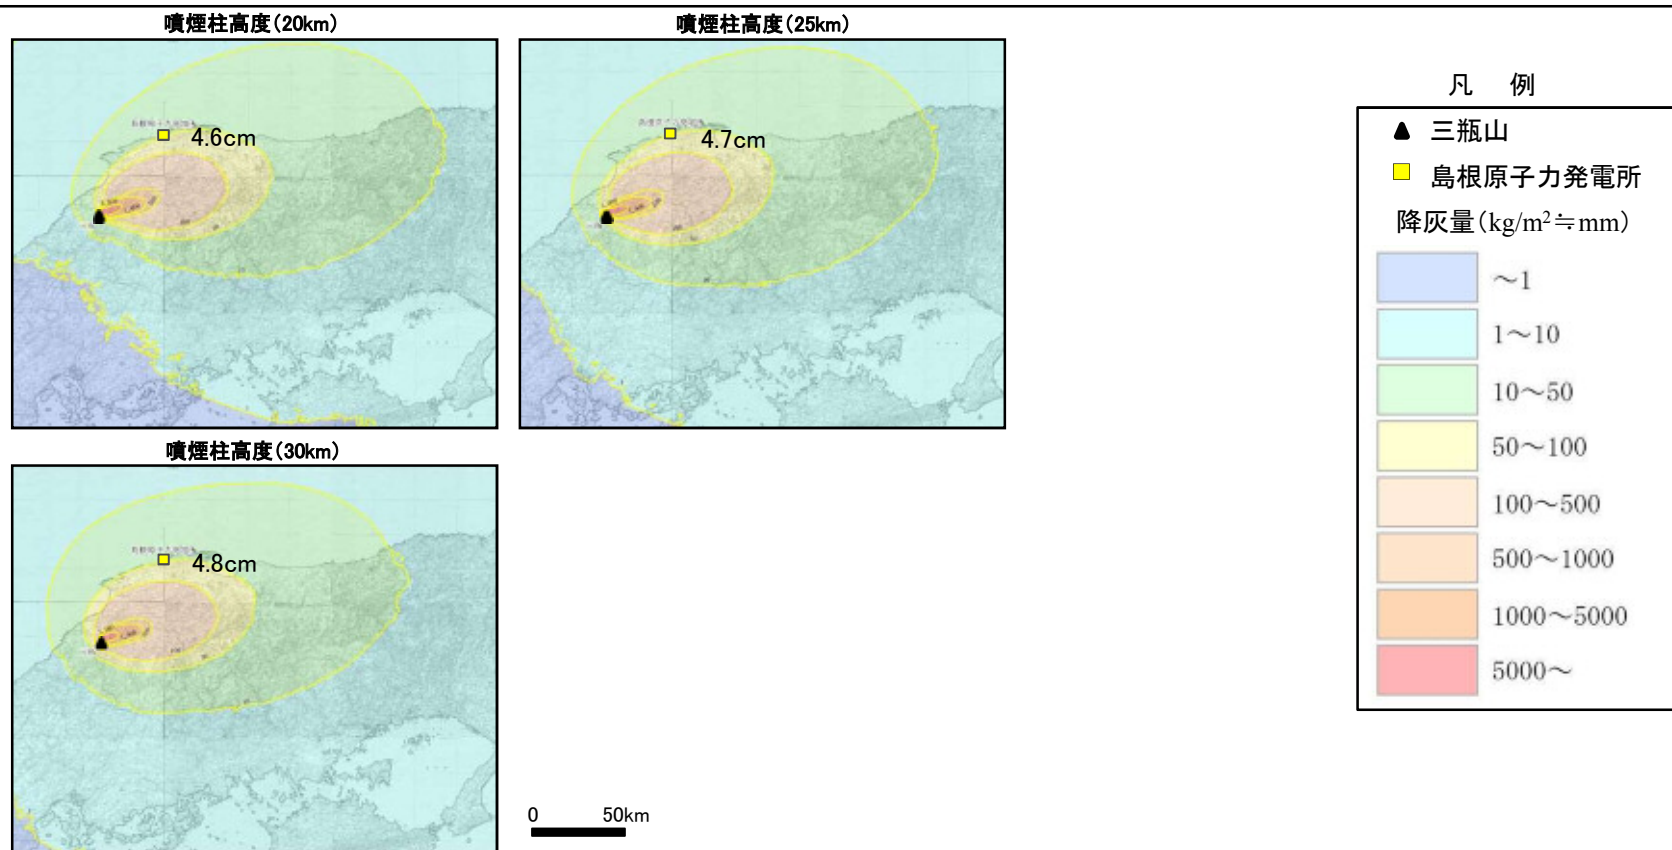 噴煙柱高度(20km)
4.6cm
噴煙柱高度(25km)
4.7cm
噴煙柱高度(30km)
4.8cm
0 50km
凡 例
三瓶山
島根原子力発電所
降灰量(kg/m²≒mm)
～1
1～10
10～50
50～100
100～500
500～1000
1000～5000
5000～